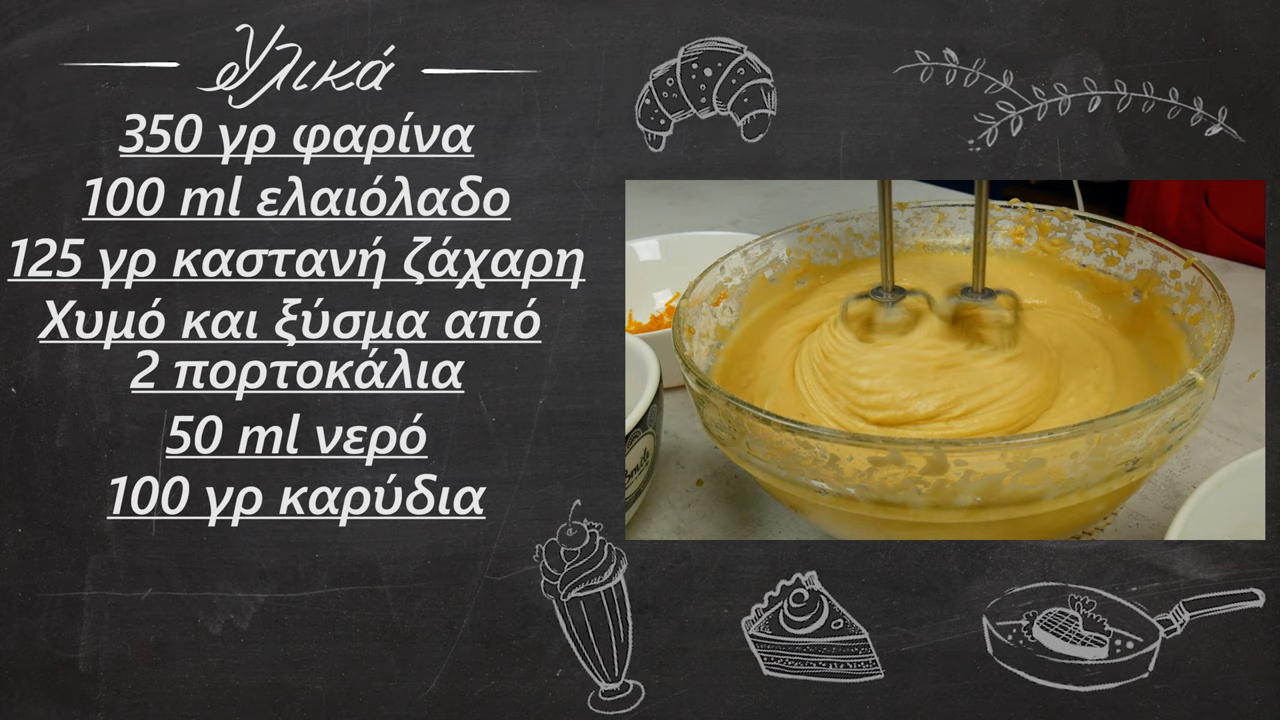 Υλικά
350 γρ φαρίνα
100 ml ελαιόλαδο
125 γρ καστανή ζάχαρη
Χυμό και ξύσμα από
2 πορτοκάλια
50 ml νερό
100 γρ καρύδια
Smile